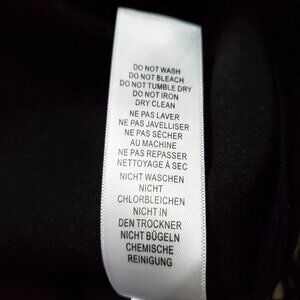 DO NOT WASH
DO NOT BLEACH
DO NOT TUMBLE DRY
DO NOT IRON
DRY CLEAN
NE PAS LAVER
NE PAS JAVELLISER
NE PAS SÉCHER
AU MACHINE
NE PAS REPASSER
NETTOYAGE À SEC
NICHT WASCHEN
NICHT
CHLORBLEICHEN
NICHT IN
DEN TROCKNER
NICHT BÜGELN
CHEMISCHE
REINIGUNG